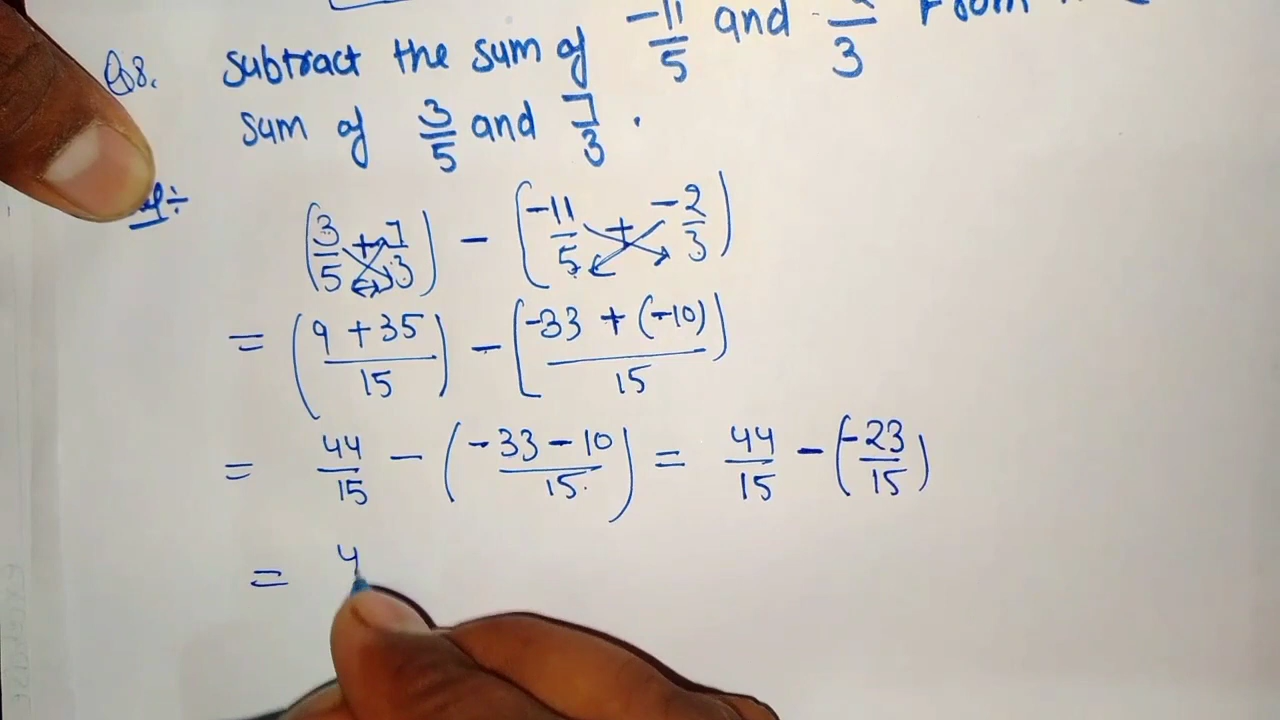 Q8. Subtract the sum of -11/5 and /3 From
sum of 3/5 and 7/3 .
(3/5 + 7/3) - (-11/5 + -2/3)
= (9 + 35/15) - (-33 + (-10)/15)
= 44/15 - (-33 - 10/15) = 44/15 - (-23/15)
= 4